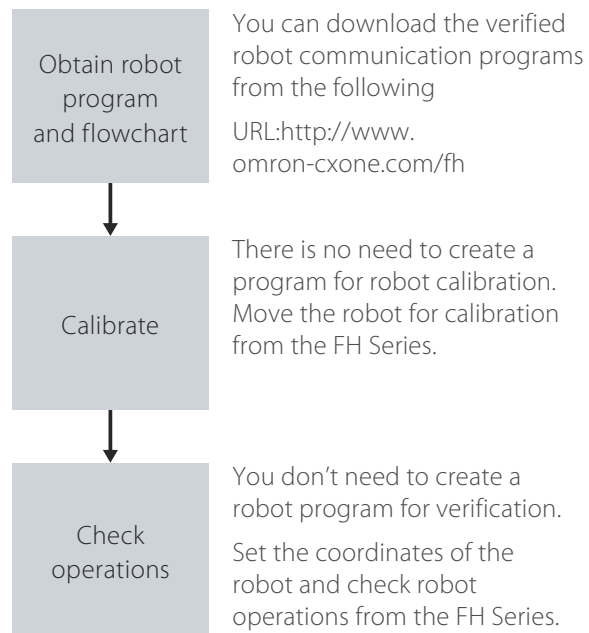 Obtain robot
program
and flowchart
You can download the verified
robot communication programs
from the following
URL:http://www.
omron-cxone.com/fh
Calibrate
There is no need to create a
program for robot calibration.
Move the robot for calibration
from the FH Series.
Check
operations
You don’t need to create a
robot program for verification.
Set the coordinates of the
robot and check robot
operations from the FH Series.